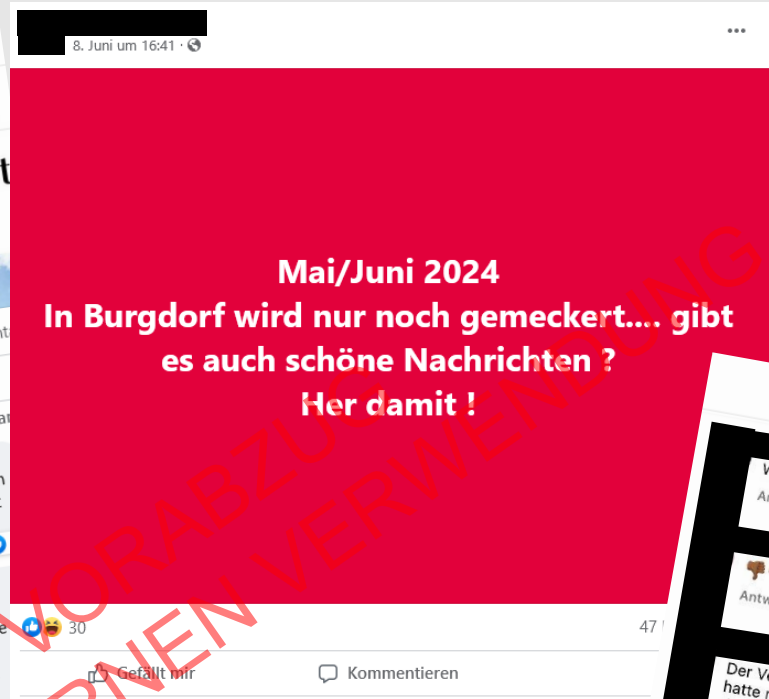 8. Juni um 16:41 ·
Mai/Juni 2024
In Burgdorf wird nur noch gemeckert.... gibt
es auch schöne Nachrichten ?
Her damit !
VORABZUG
VERWENDUNG
30
47
Gefällt mir
Kommentieren
Antw
Der V
hatte